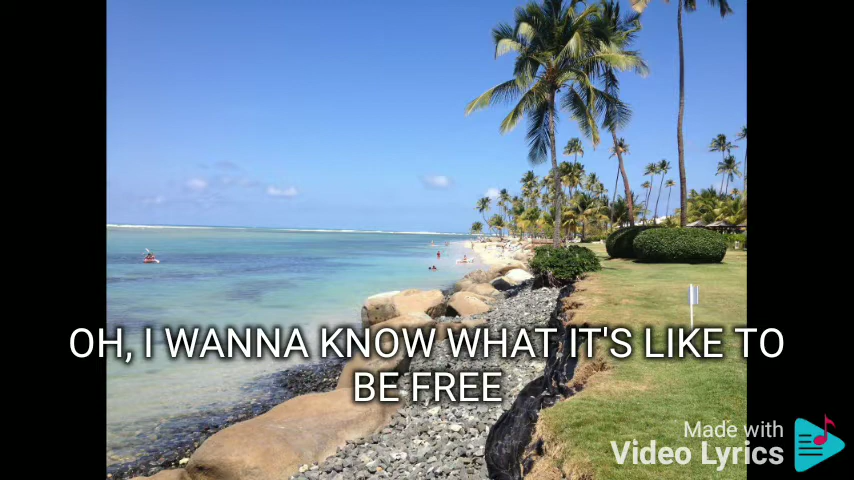 OH, I WANNA KNOW WHAT IT'S LIKE TO
BE FREE
Made with
Video Lyrics